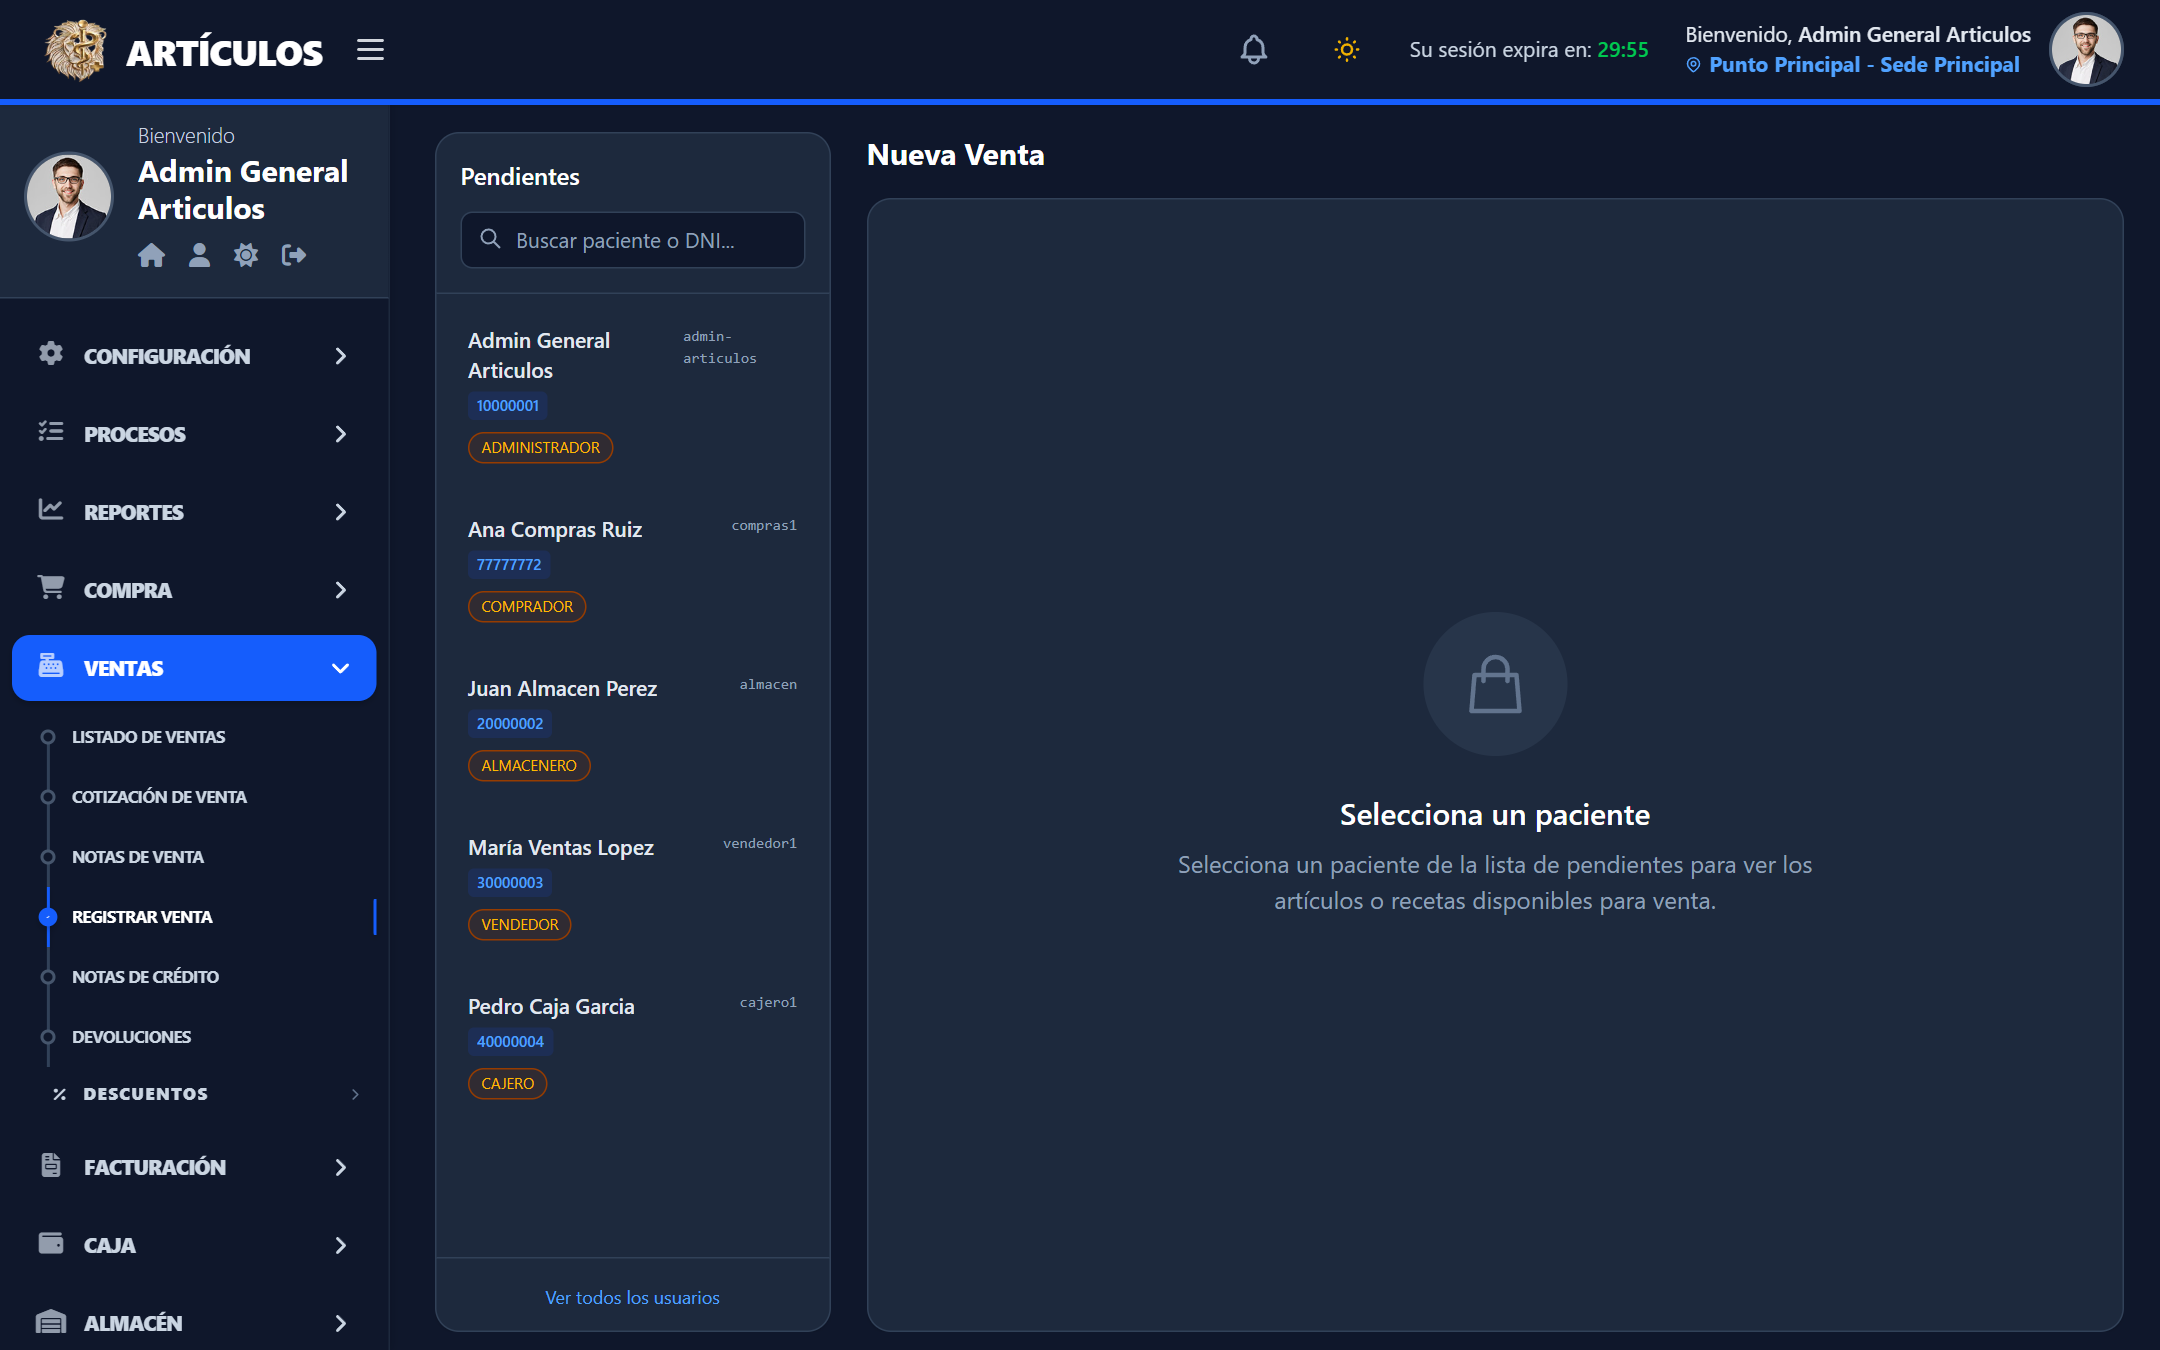 ARTÍCULOS
Su sesión expira en: 29:55
Bienvenido, Admin General Articulos
Punto Principal - Sede Principal
Bienvenido
Admin General
Articulos
CONFIGURACIÓN
PROCESOS
REPORTES
COMPRA
VENTAS
LISTADO DE VENTAS
COTIZACIÓN DE VENTA
NOTAS DE VENTA
REGISTRAR VENTA
NOTAS DE CRÉDITO
DEVOLUCIONES
DESCUENTOS
FACTURACIÓN
CAJA
ALMACÉN
Pendientes
Buscar paciente o DNI...
Admin General
Articulos
admin-
articulos
10000001
ADMINISTRADOR
Ana Compras Ruiz
compras1
77777772
COMPRADOR
Juan Almacen Perez
almacen
20000002
ALMACENERO
María Ventas Lopez
vendedor1
30000003
VENDEDOR
Pedro Caja Garcia
cajero1
40000004
CAJERO
Ver todos los usuarios
Nueva Venta
Selecciona un paciente
Selecciona un paciente de la lista de pendientes para ver los
artículos o recetas disponibles para venta.